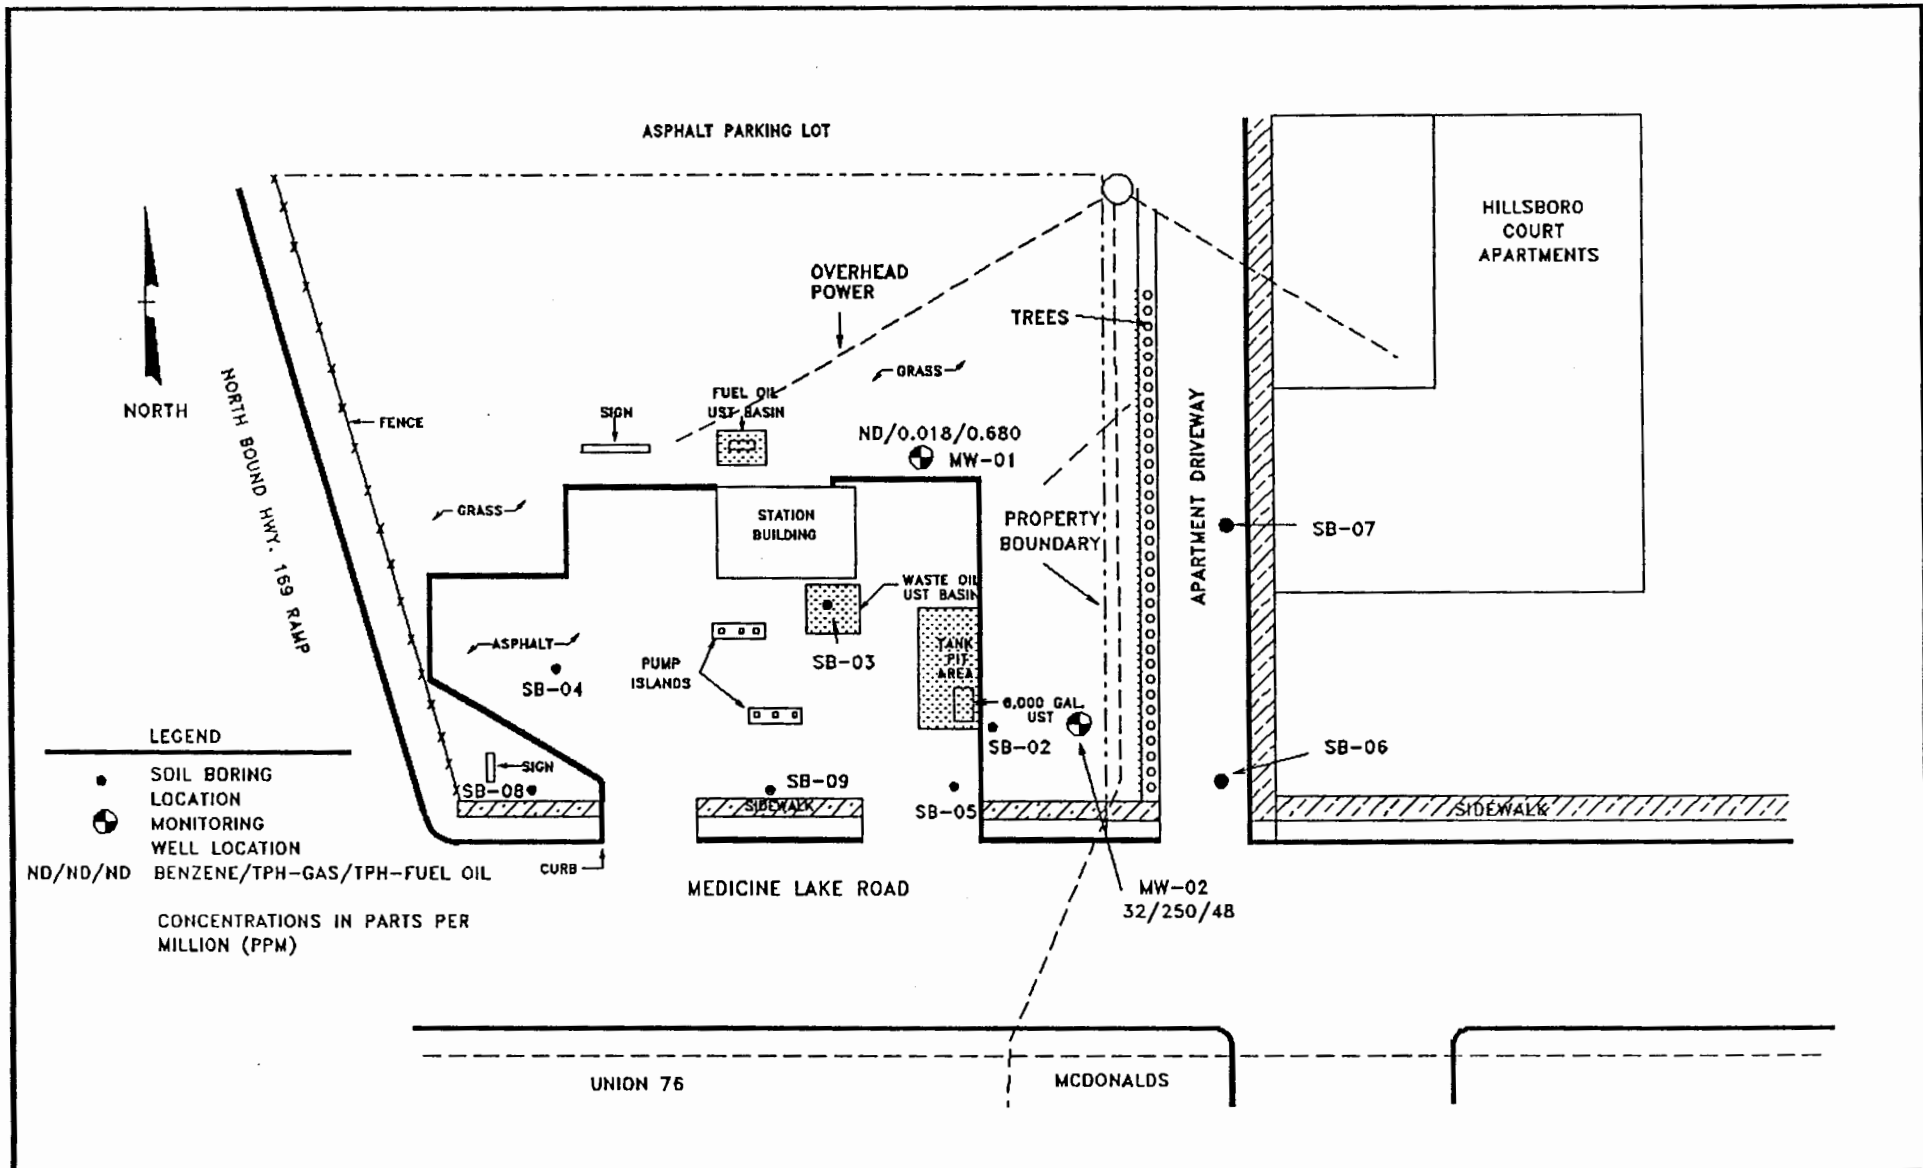 ASPHALT PARKING LOT
HILLSBORO
COURT
APARTMENTS
OVERHEAD
POWER
TREES
GRASS
NORTH
NORTH BOUND HWY. 169 RAMP
FENCE
SIGN
FUEL OIL
UST BASIN
ND/0.018/0.680
MW-01
APARTMENT DRIVEWAY
GRASS
STATION
BUILDING
PROPERTY
BOUNDARY
SB-07
WASTE OIL
UST BASIN
ASPHALT
SB-04
PUMP
ISLANDS
SB-03
TANK
PIT
AREA
6,000 GAL.
UST
SB-02
SB-06
LEGEND
SOIL BORING
LOCATION
MONITORING
WELL LOCATION
ND/ND/ND BENZENE/TPH-GAS/TPH-FUEL OIL
CONCENTRATIONS IN PARTS PER
MILLION (PPM)
SIGN
SB-08
SB-09
SIDEWALK
SB-05
SIDEWALK
CURB
MEDICINE LAKE ROAD
MW-02
32/250/48
UNION 76
MCDONALDS